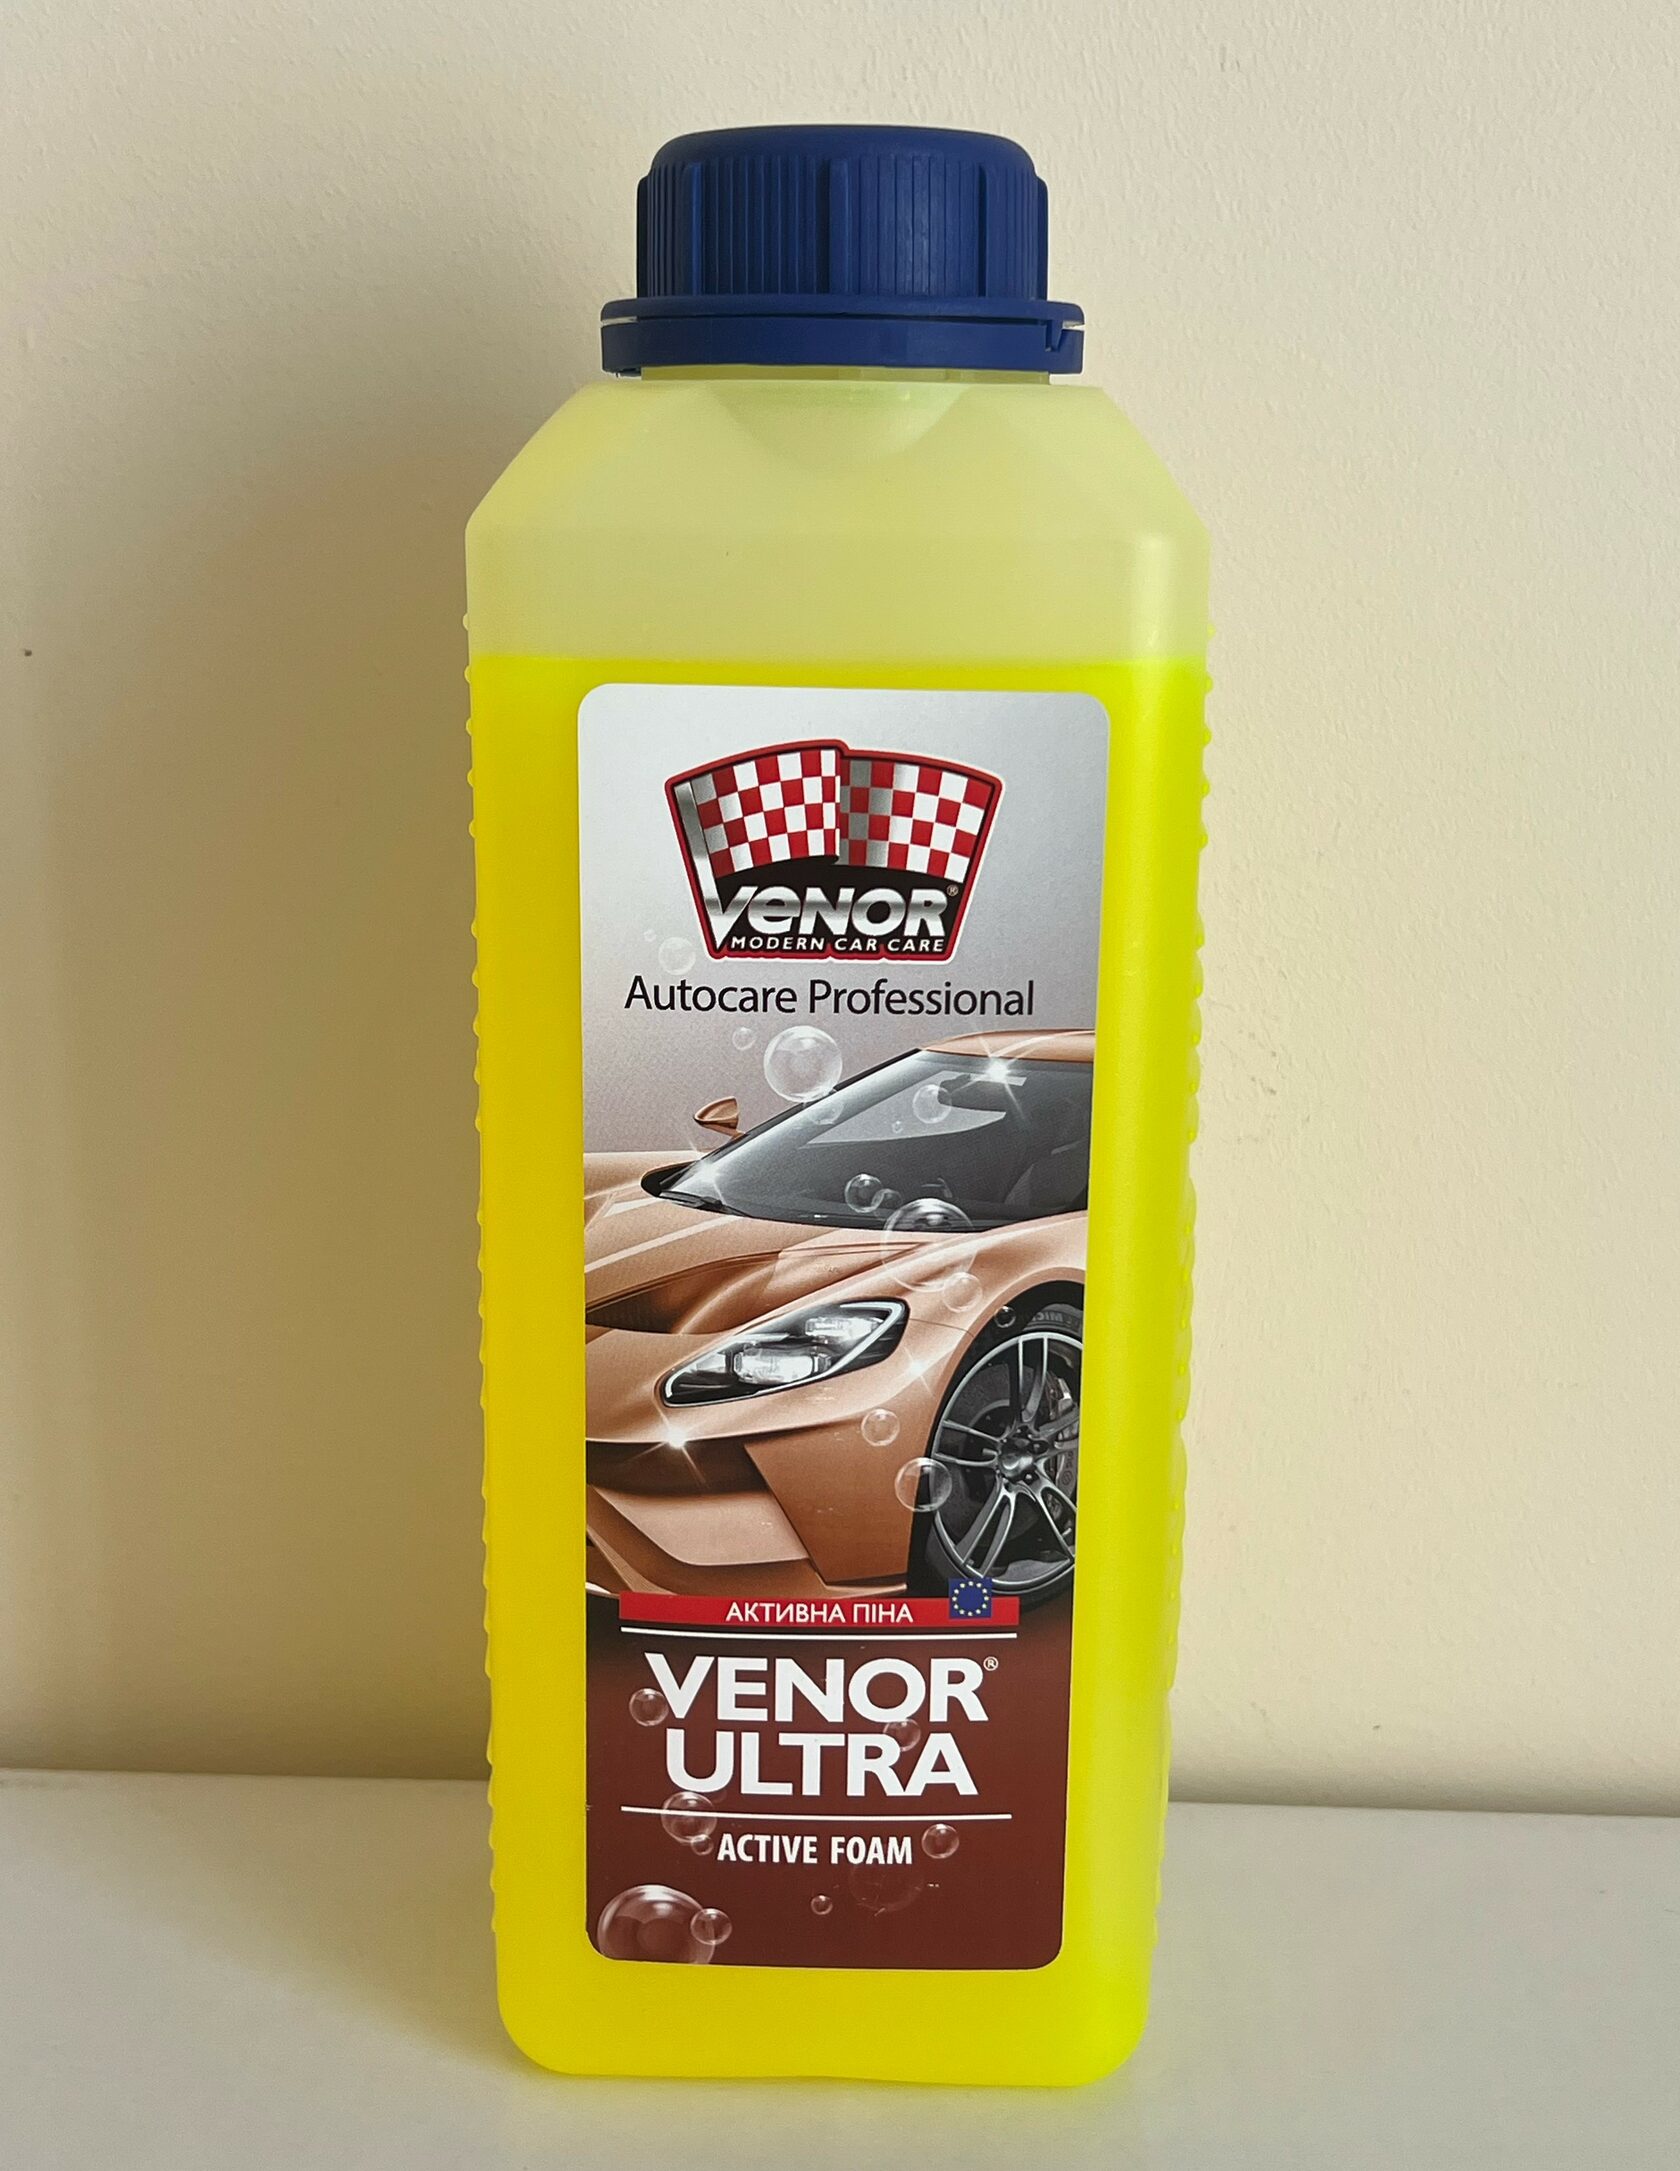 VENOR®
MODERN CAR CARE
Autocare Professional
АКТИВНА ПІНА
VENOR®
ULTRA
ACTIVE FOAM